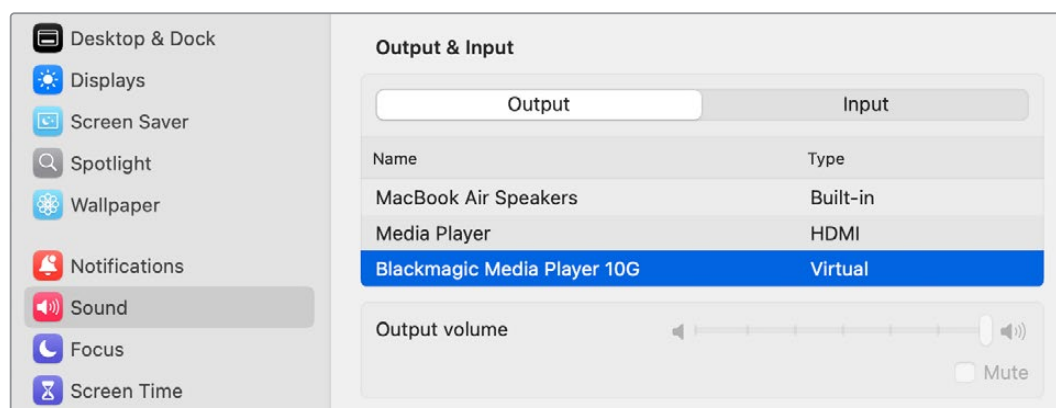 Desktop & Dock
Displays
Screen Saver
Spotlight
Wallpaper
Notifications
Sound
Focus
Screen Time
Output & Input
Output Input
Name Type
MacBook Air Speakers Built-in
Media Player HDMI
Blackmagic Media Player 10G Virtual
Output volume
Mute